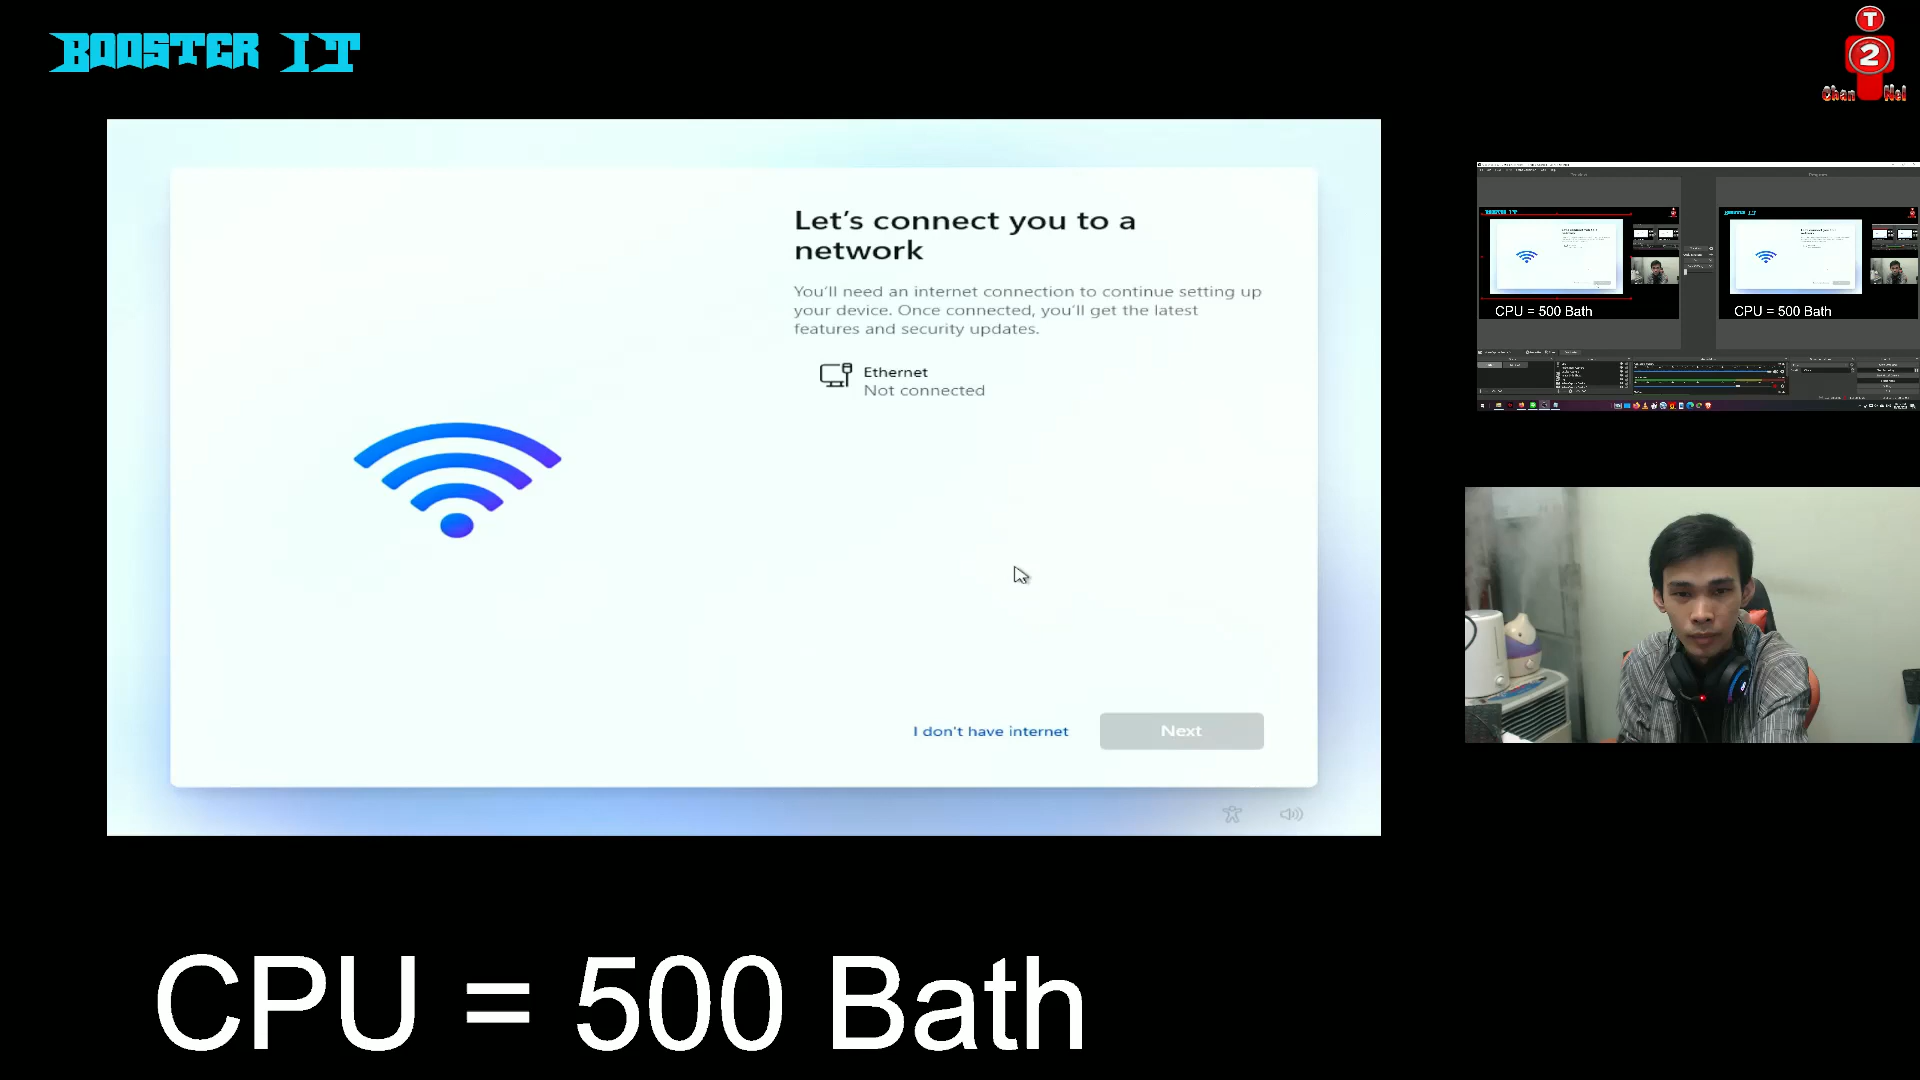 BOOSTER IT
T
2
Chan Nel
Let's connect you to a
network
You'll need an internet connection to continue setting up
your device. Once connected, you'll get the latest
features and security updates.
Ethernet
Not connected
I don't have internet
Next
CPU = 500 Bath
CPU = 500 Bath
CPU = 500 Bath